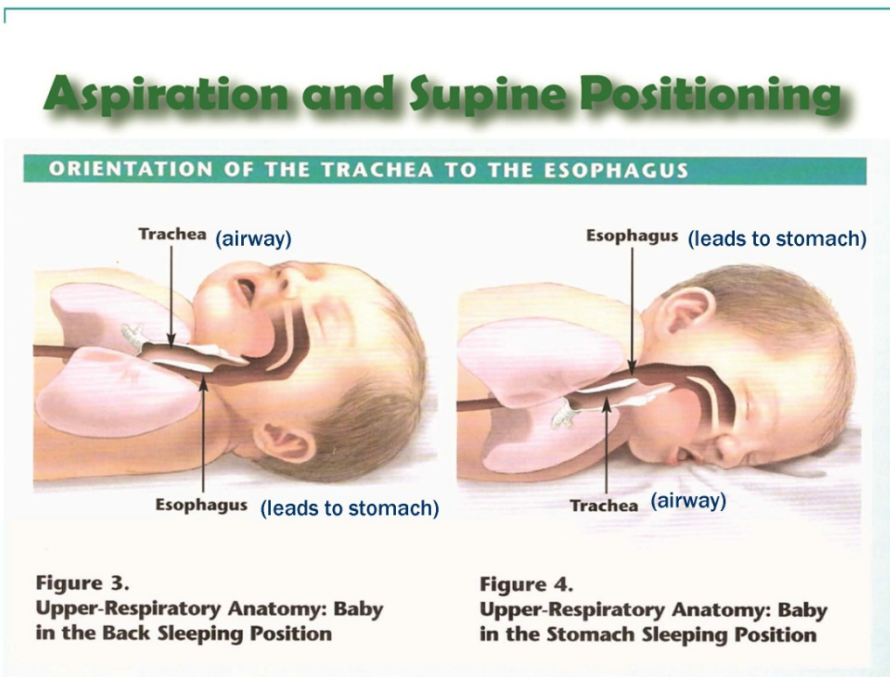 Aspiration and Supine Positioning
ORIENTATION OF THE TRACHEA TO THE ESOPHAGUS
Trachea (airway)
Esophagus (leads to stomach)
Esophagus (leads to stomach)
Trachea (airway)
Figure 3.
Upper-Respiratory Anatomy: Baby
in the Back Sleeping Position
Figure 4.
Upper-Respiratory Anatomy: Baby
in the Stomach Sleeping Position